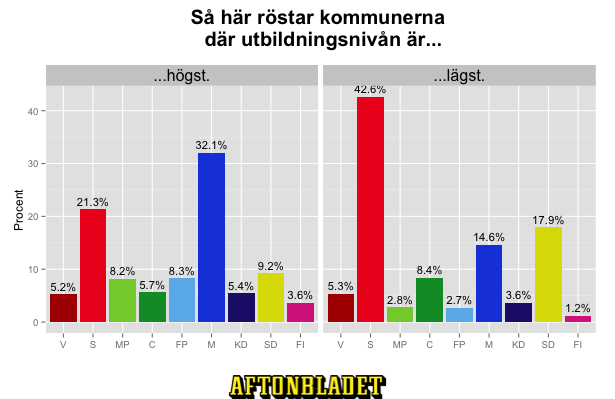 Så här röstar kommunerna
där utbildningsnivån är...
...högst.
...lägst.
Procent
40
30
20
10
0
5.2%
21.3%
8.2%
5.7%
8.3%
32.1%
5.4%
9.2%
3.6%
5.3%
42.6%
2.8%
8.4%
2.7%
14.6%
3.6%
17.9%
1.2%
V S MP C FP M KD SD FI
V S MP C FP M KD SD FI
AFTONBLADET